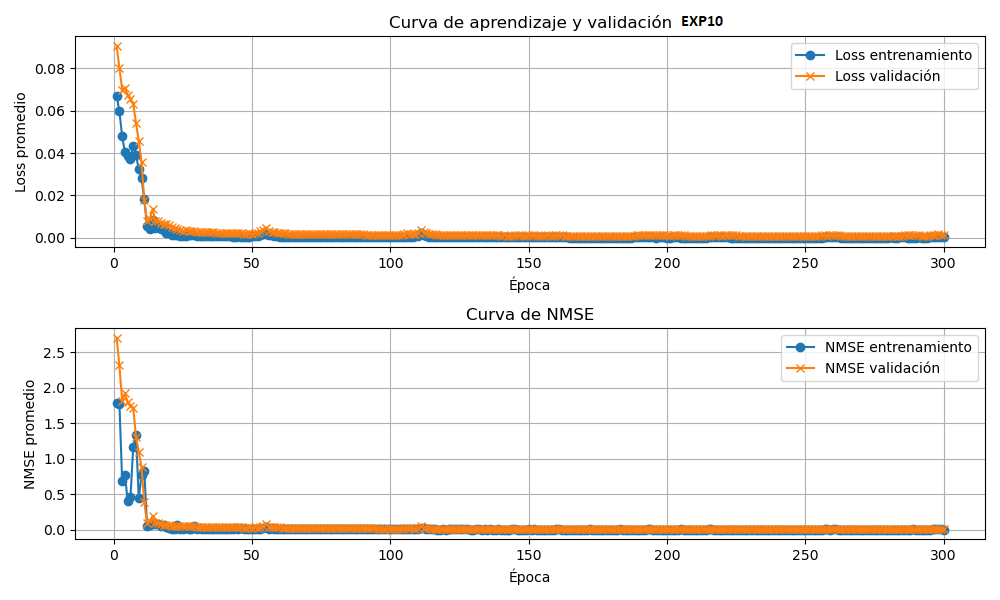 Curva de aprendizaje y validación EXP10
Loss entrenamiento
Loss validación
0.08
0.06
0.04
0.02
0.00
Loss promedio
0 50 100 150 200 250 300
Época
Curva de NMSE
NMSE entrenamiento
NMSE validación
2.5
2.0
1.5
1.0
0.5
0.0
NMSE promedio
0 50 100 150 200 250 300
Época